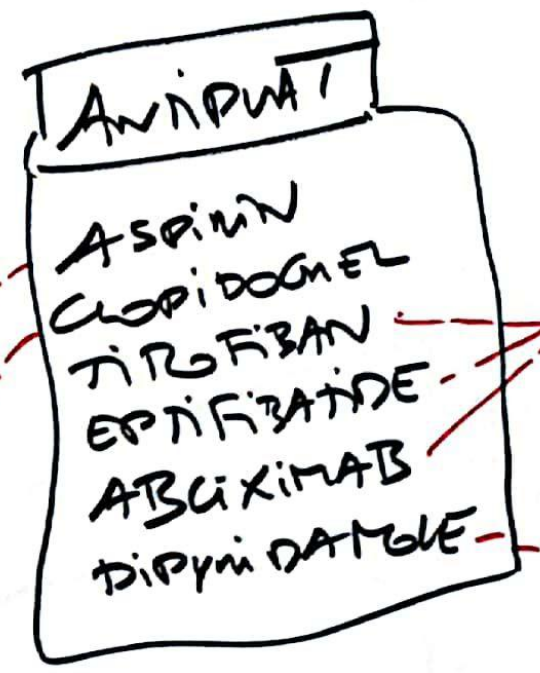 ANTIPLAT
ASPIRIN
CLOPIDOGREL
TIROFIBAN
EPTIFIBATIDE
ABCIXIMAB
DIPYRIDAMOLE